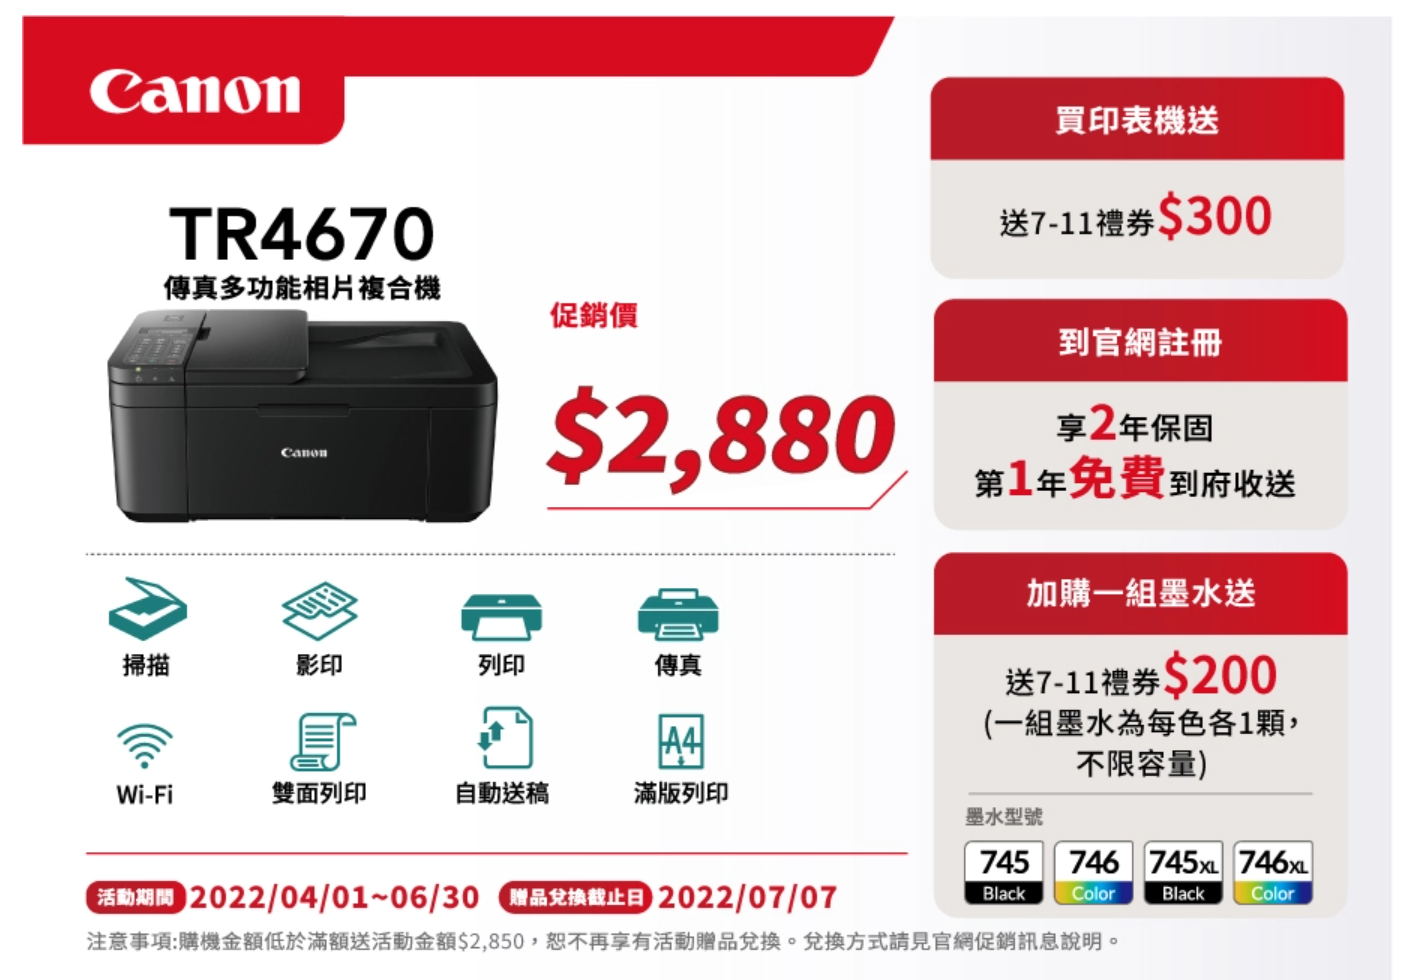 Canon
TR4670
傳真多功能相片複合機
Canon
促銷價
$2,880
掃描
影印
列印
傳真
Wi-Fi
雙面列印
自動送稿
A4
滿版列印
買印表機送
送7-11禮券$300
到官網註冊
享2年保固
第1年免費到府收送
加購一組墨水送
送7-11禮券$200
(一組墨水為每色各1顆,
不限容量)
墨水型號
745
Black
746
Color
745XL
Black
746XL
Color
活動期間 2022/04/01~06/30 贈品兌換截止日 2022/07/07
注意事項:購機金額低於滿額送活動金額$2,850，恕不再享有活動贈品兌換。兌換方式請見官網促銷訊息說明。